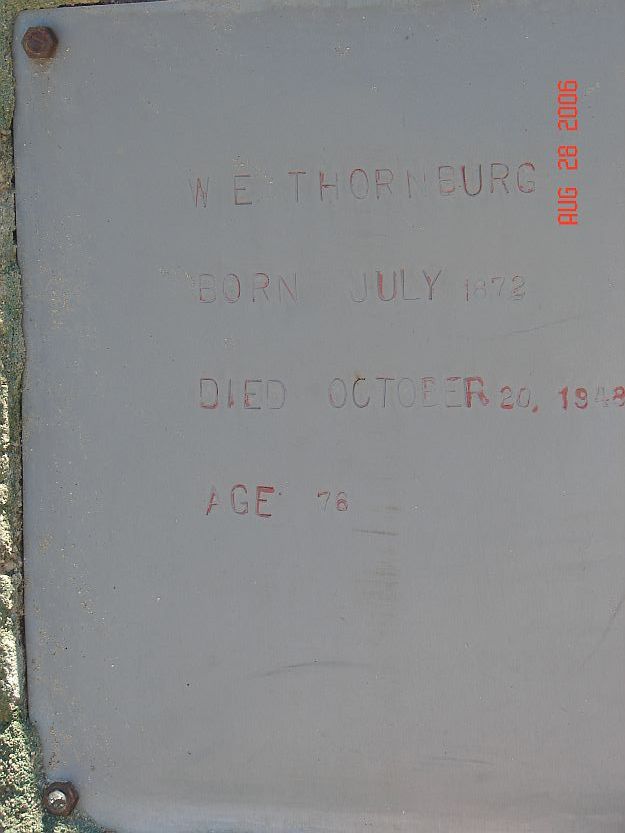 W E THORNBURG
BORN JULY 1872
DIED OCTOBER 20, 1948
AGE 76
AUG 28 2006